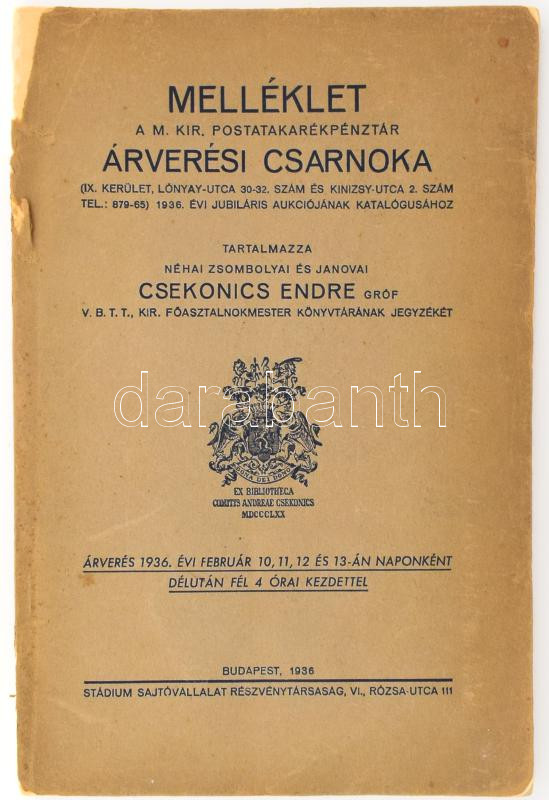 MELLÉKLET
A M. KIR. POSTATAKARÉKPÉNZTÁR
ÁRVERÉSI CSARNOKA
(IX. KERÜLET, LÓNYAY-UTCA 30-32. SZÁM ÉS KINIZSY-UTCA 2. SZÁM
TEL.: 879-65) 1936. ÉVI JUBILÁRIS AUKCIÓJÁNAK KATALÓGUSÁHOZ
TARTALMAZZA
NÉHAI ZSOMBOLYAI ÉS JANOVAI
CSEKONICS ENDRE GRÓF
V. B. T. T., KIR. FŐASZTALNOKMESTER KÖNYVTÁRÁNAK JEGYZÉKÉT
darabanth
BONA DEI DONA
EX BIBLIOTHECA
COMITIS ANDREAE CSEKONICS
MDCCCLXX
ÁRVERÉS 1936. ÉVI FEBRUÁR 10, 11, 12 ÉS 13-ÁN NAPONKÉNT
DÉLUTÁN FÉL 4 ÓRAI KEZDETTEL
BUDAPEST, 1936
STÁDIUM SAJTÓVÁLLALAT RÉSZVÉNYTÁRSASÁG, VI., RÓZSA-UTCA 111